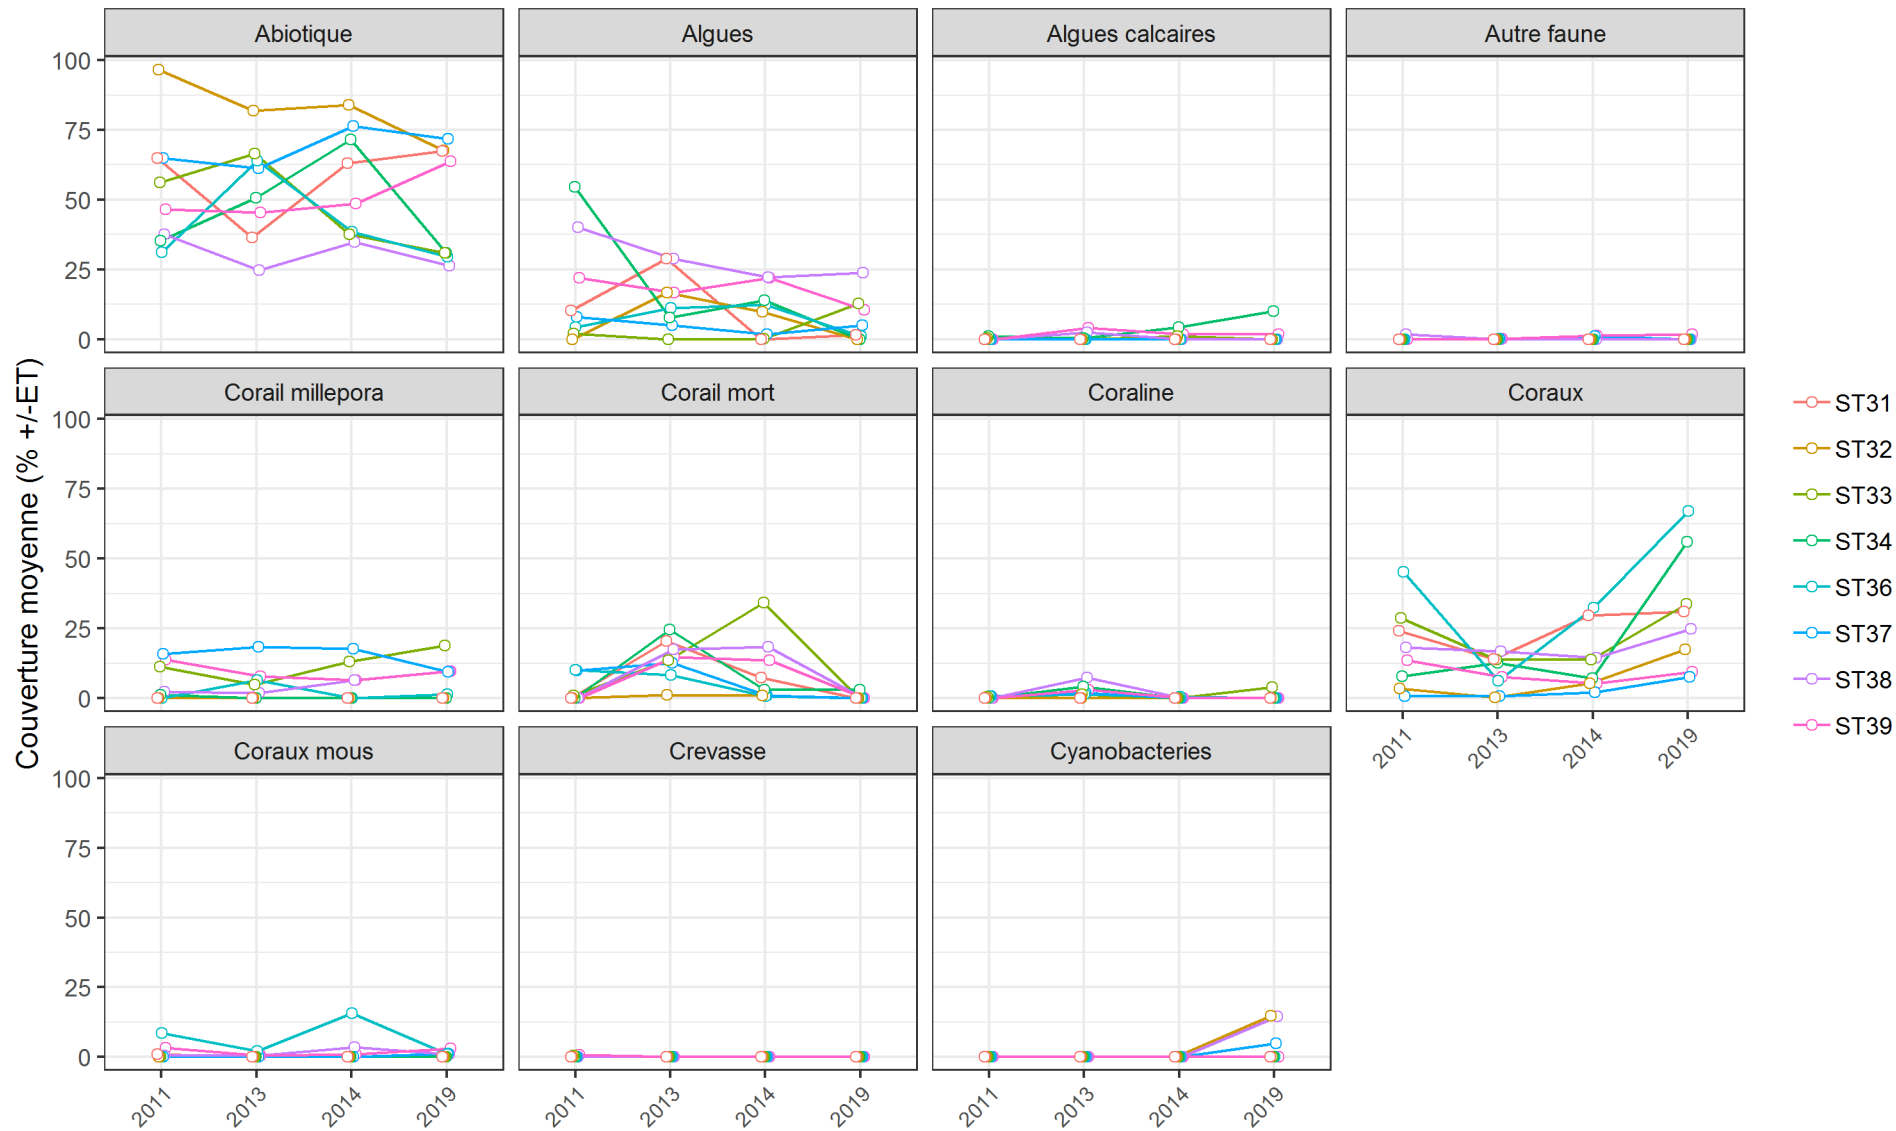 Abiotique
Algues
Algues calcaires
Autre faune
100
75
50
25
0
Corail millepora
Corail mort
Coraline
Coraux
100
75
50
25
0
2011
2013
2014
2019
Coraux mous
Crevasse
Cyanobacteries
100
75
50
25
0
2011
2013
2014
2019
2011
2013
2014
2019
2011
2013
2014
2019
Couverture moyenne (% +/-ET)
ST31
ST32
ST33
ST34
ST36
ST37
ST38
ST39